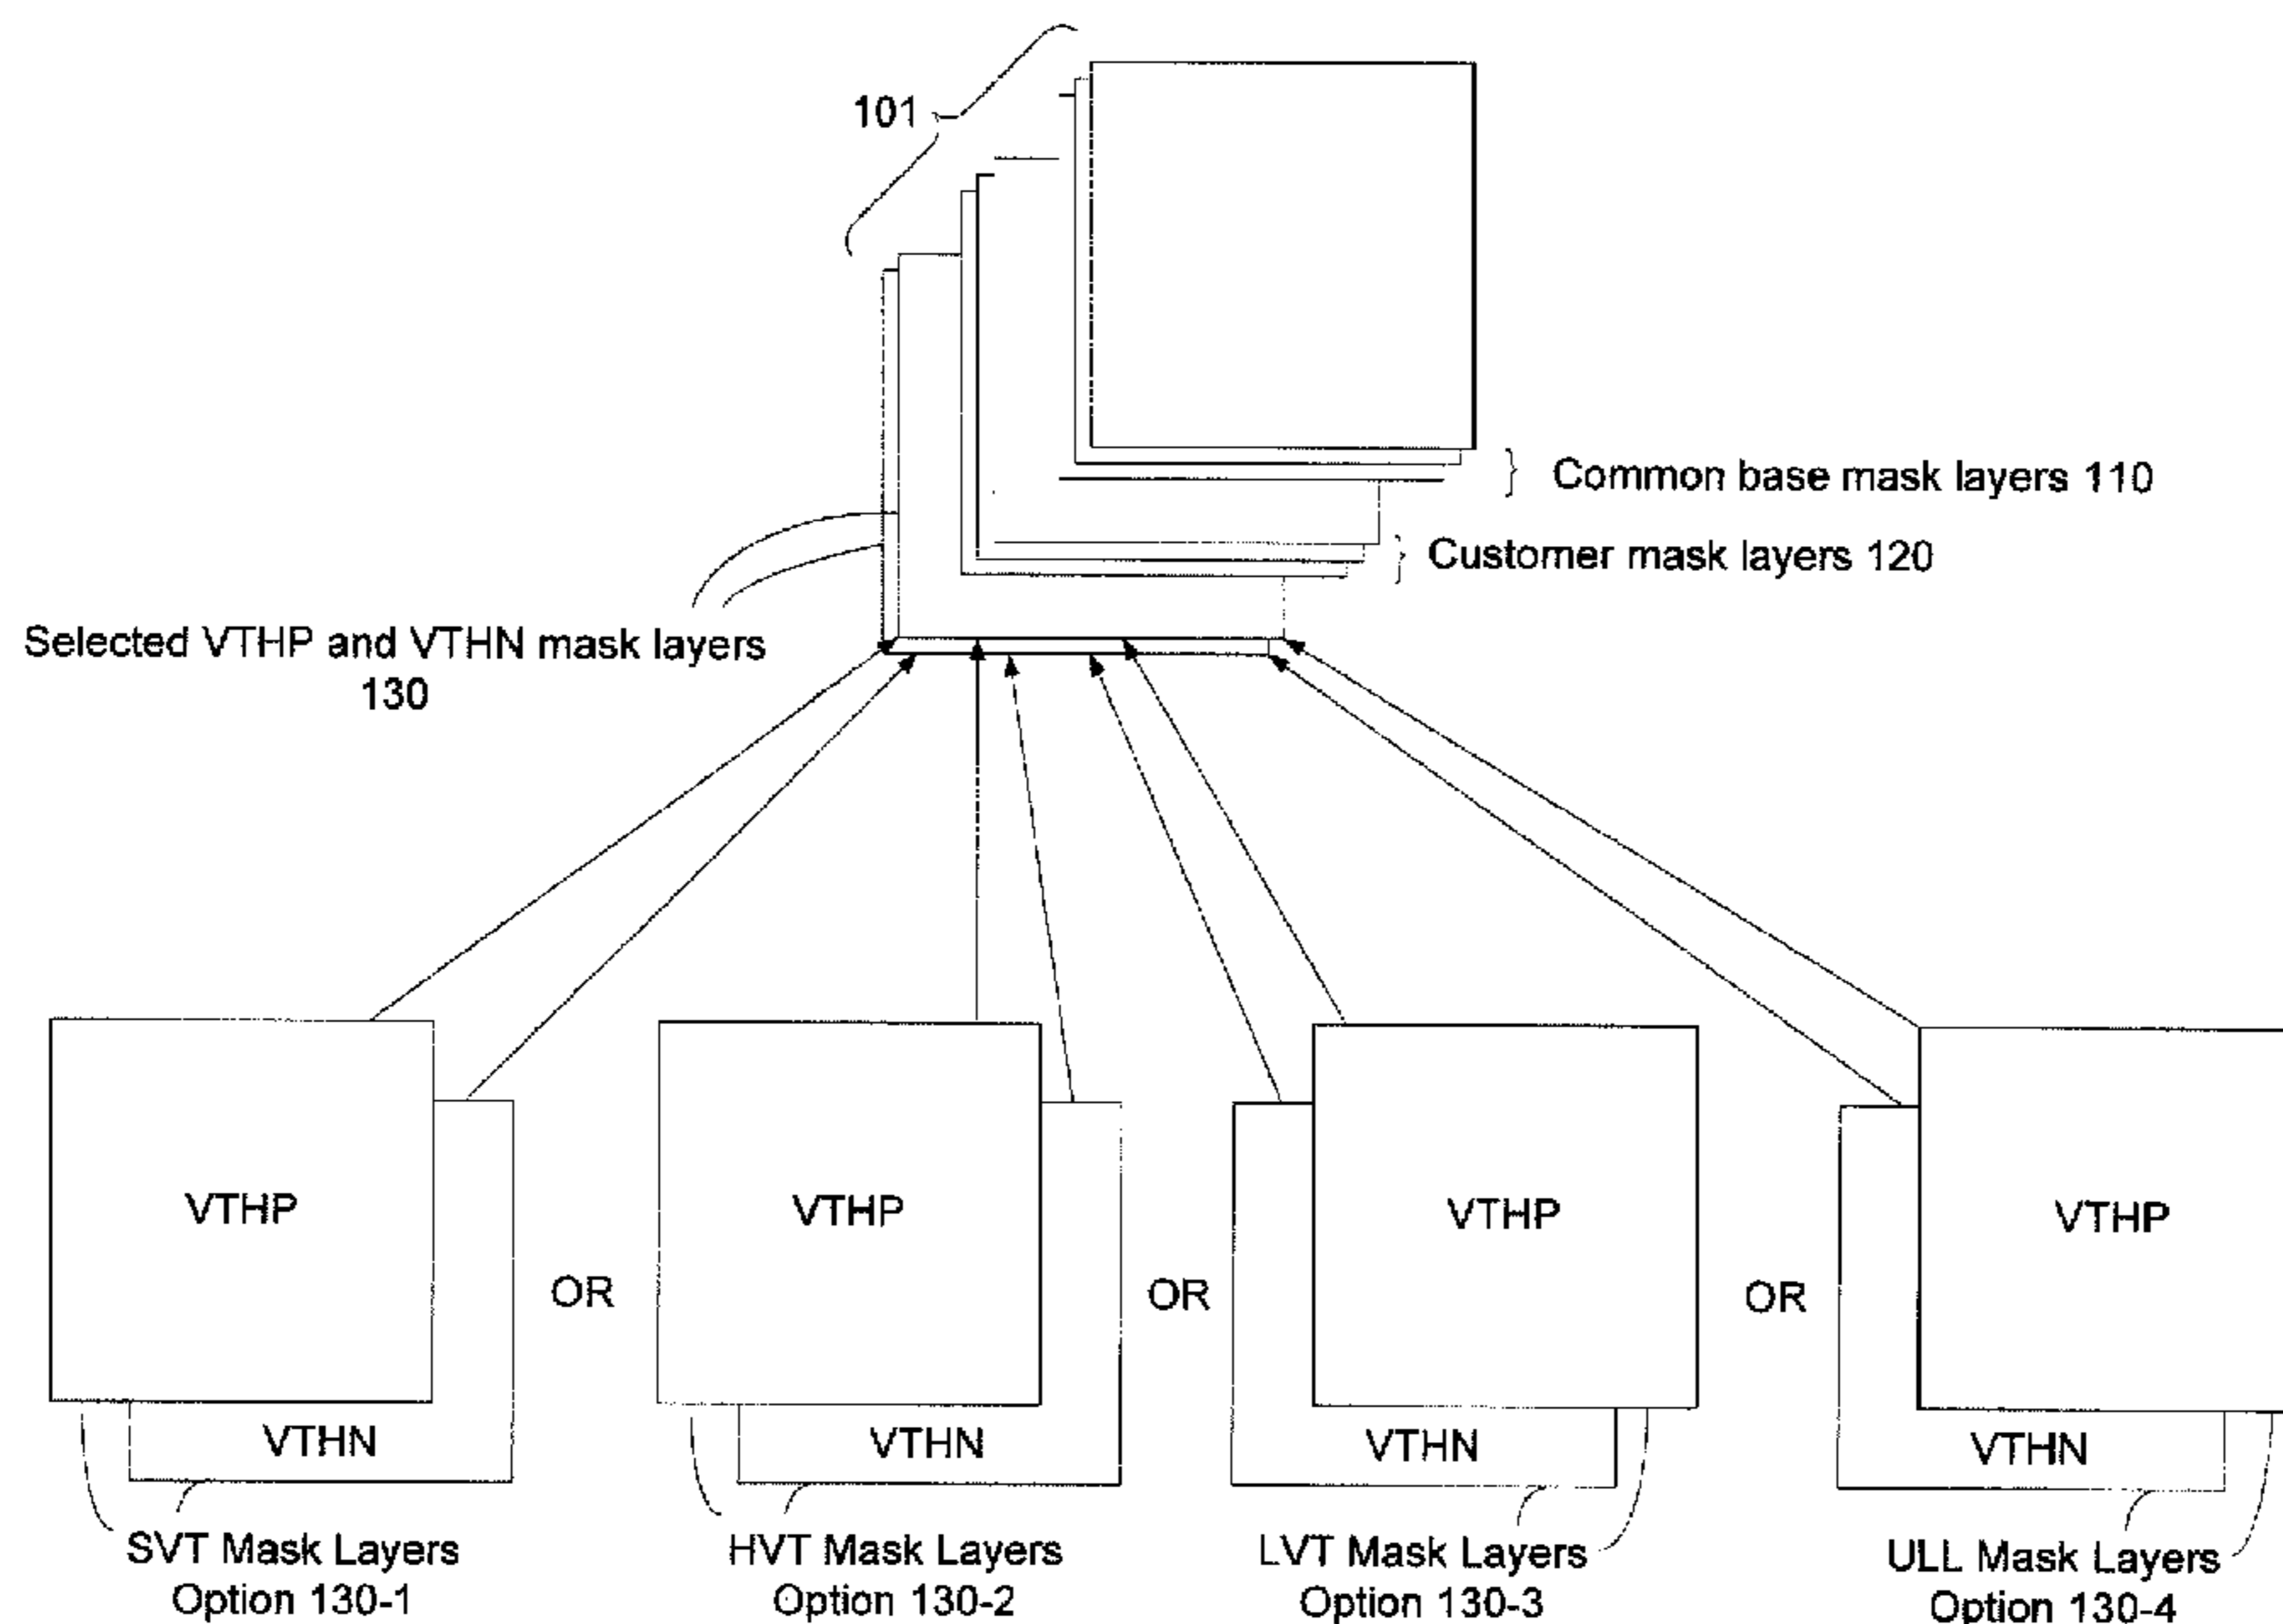 101
Common base mask layers 110
Customer mask layers 120
Selected VTHP and VTHN mask layers
130
VTHP
VTHP
VTHP
VTHP
OR
OR
OR
VTHN
VTHN
VTHN
VTHN
SVT Mask Layers
Option 130-1
HVT Mask Layers
Option 130-2
LVT Mask Layers
Option 130-3
ULL Mask Layers
Option 130-4